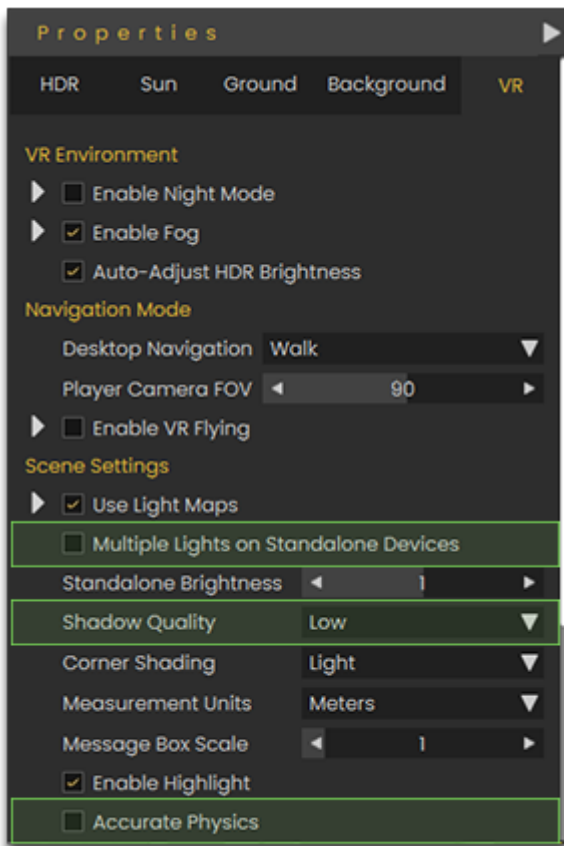 Properties
HDR Sun Ground Background VR
VR Environment
Enable Night Mode
Enable Fog
Auto-Adjust HDR Brightness
Navigation Mode
Desktop Navigation Walk
Player Camera FOV 90
Enable VR Flying
Scene Settings
Use Light Maps
Multiple Lights on Standalone Devices
Standalone Brightness 1
Shadow Quality Low
Corner Shading Light
Measurement Units Meters
Message Box Scale 1
Enable Highlight
Accurate Physics